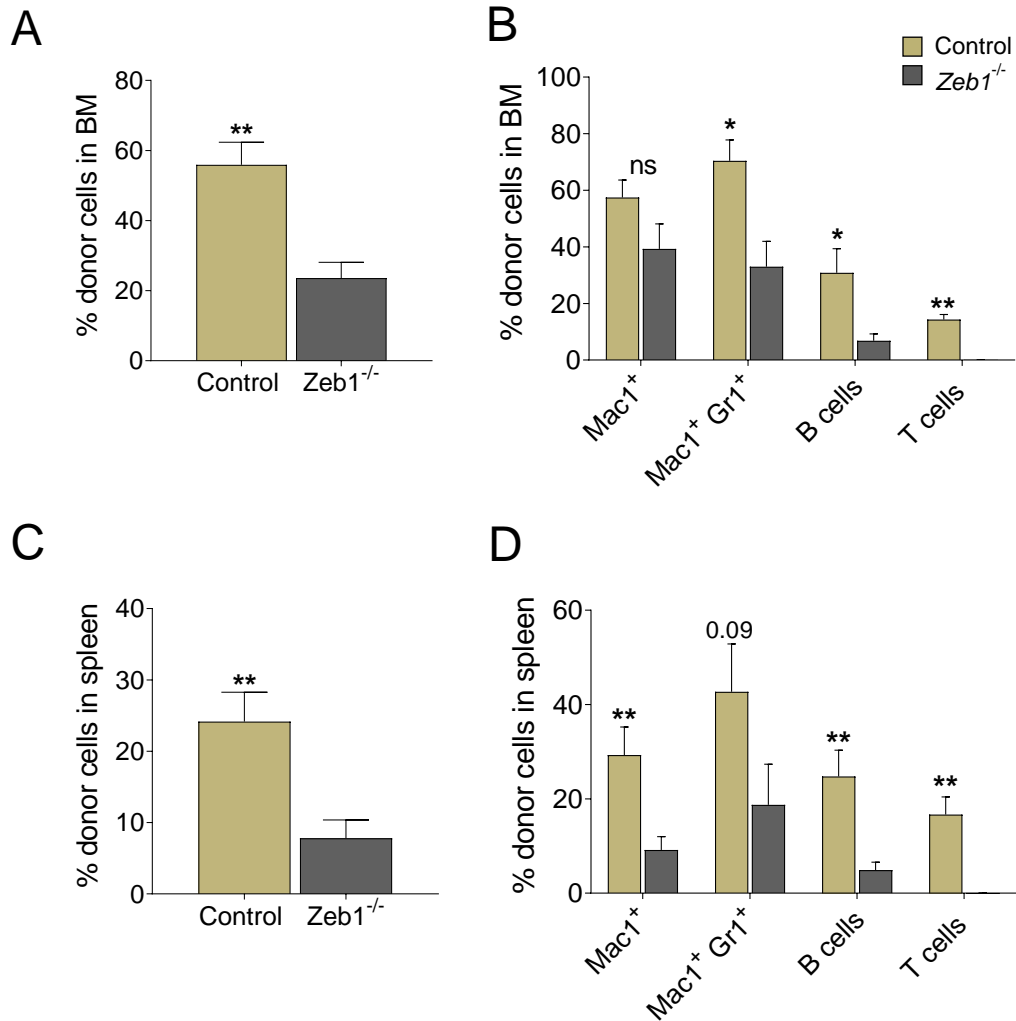 A
% donor cells in BM
80
60
40
20
0
**
Control
Zeb1-/-
B
Control
Zeb1-/-
% donor cells in BM
100
80
60
40
20
0
ns
*
*
**
Mac1+
Mac1+ Gr1+
B cells
T cells
C
% donor cells in spleen
40
30
20
10
0
**
Control
Zeb1-/-
D
% donor cells in spleen
60
40
20
0
**
0.09
**
**
Mac1+
Mac1+ Gr1+
B cells
T cells